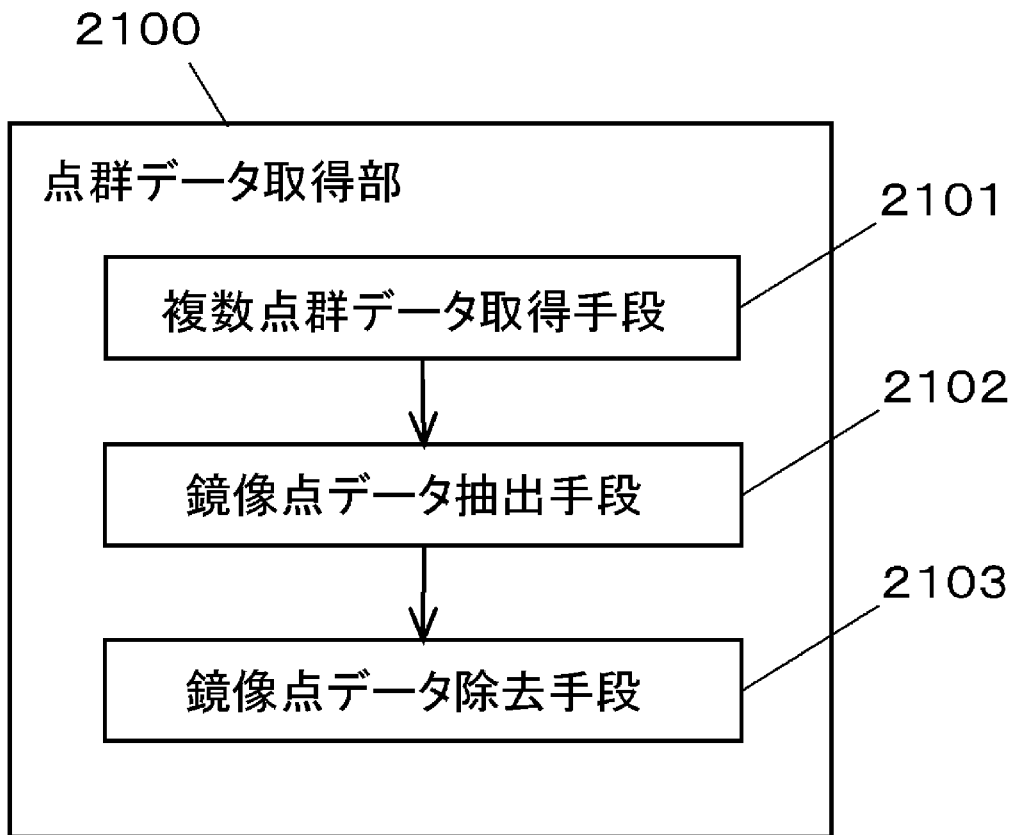 2100
点群データ取得部
2101
複数点群データ取得手段
2102
鏡像点データ抽出手段
2103
鏡像点データ除去手段